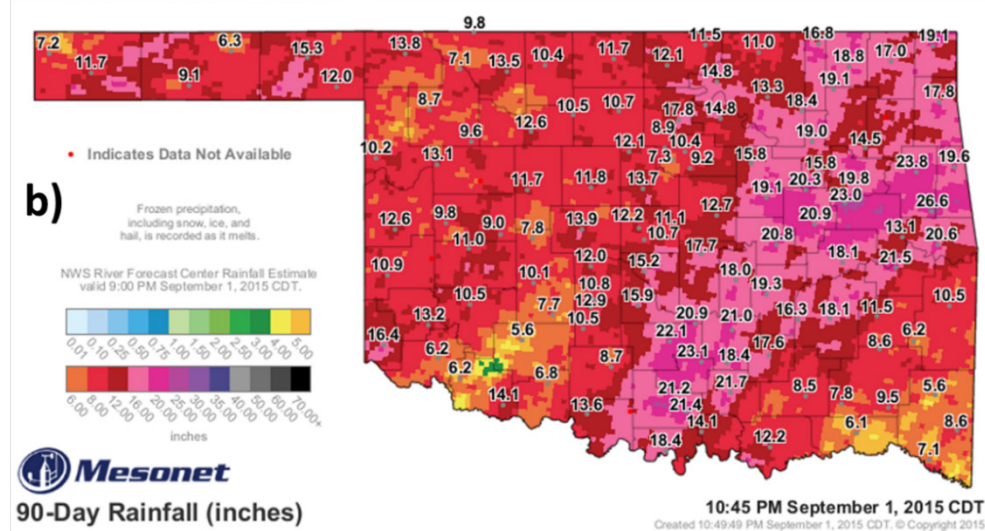 9.8
7.2 6.3 15.3 13.8 11.7 11.5 11.0 16.8 19.1
11.7 9.1 12.0 7.1 13.5 10.4 12.1 18.8 17.0
14.8 13.3 19.1 17.8
8.7 10.5 10.7 17.8 14.8 18.4
9.6 12.6 8.9 19.0
10.2 13.1 12.1 10.4 14.5
• Indicates Data Not Available
7.3 9.2 15.8 15.8 23.8 19.6
11.7 11.8 13.7 19.1 20.3 19.8
b)
23.0 26.6
Frozen precipitation,
including snow, ice, and
hail, is recorded as it melts.
12.6 9.8 9.0 7.8 13.9 12.2 11.1 12.7 20.9
11.0 10.7 20.8 13.1 20.6
12.0 17.7 18.1 21.5
NWS River Forecast Center Rainfall Estimate
valid 9:00 PM September 1, 2015 CDT.
10.9 10.1 15.2 18.0
10.5 10.8 19.3
7.7 12.9 15.9 10.5
13.2 10.5 20.9 21.0 16.3 18.1 11.5
0.01 0.10 0.25 0.50 0.75 1.00 1.50 2.00 2.50 3.00 4.00 5.00
16.4 5.6 22.1 6.2
6.2 8.7 23.1 18.4 17.6 8.6
6.2 6.8
6.00 8.00 12.00 16.00 20.00 25.00 30.00 35.00 40.00 50.00 60.00 70.00+
14.1 21.2 21.7 8.5 7.8 9.5 5.6
13.6 21.4
14.1 6.1 8.6
inches
18.4 12.2 7.1
Mesonet
90-Day Rainfall (inches)
10:45 PM September 1, 2015 CDT
Created 10:49:49 PM September 1, 2015 CDT. © Copyright 2015